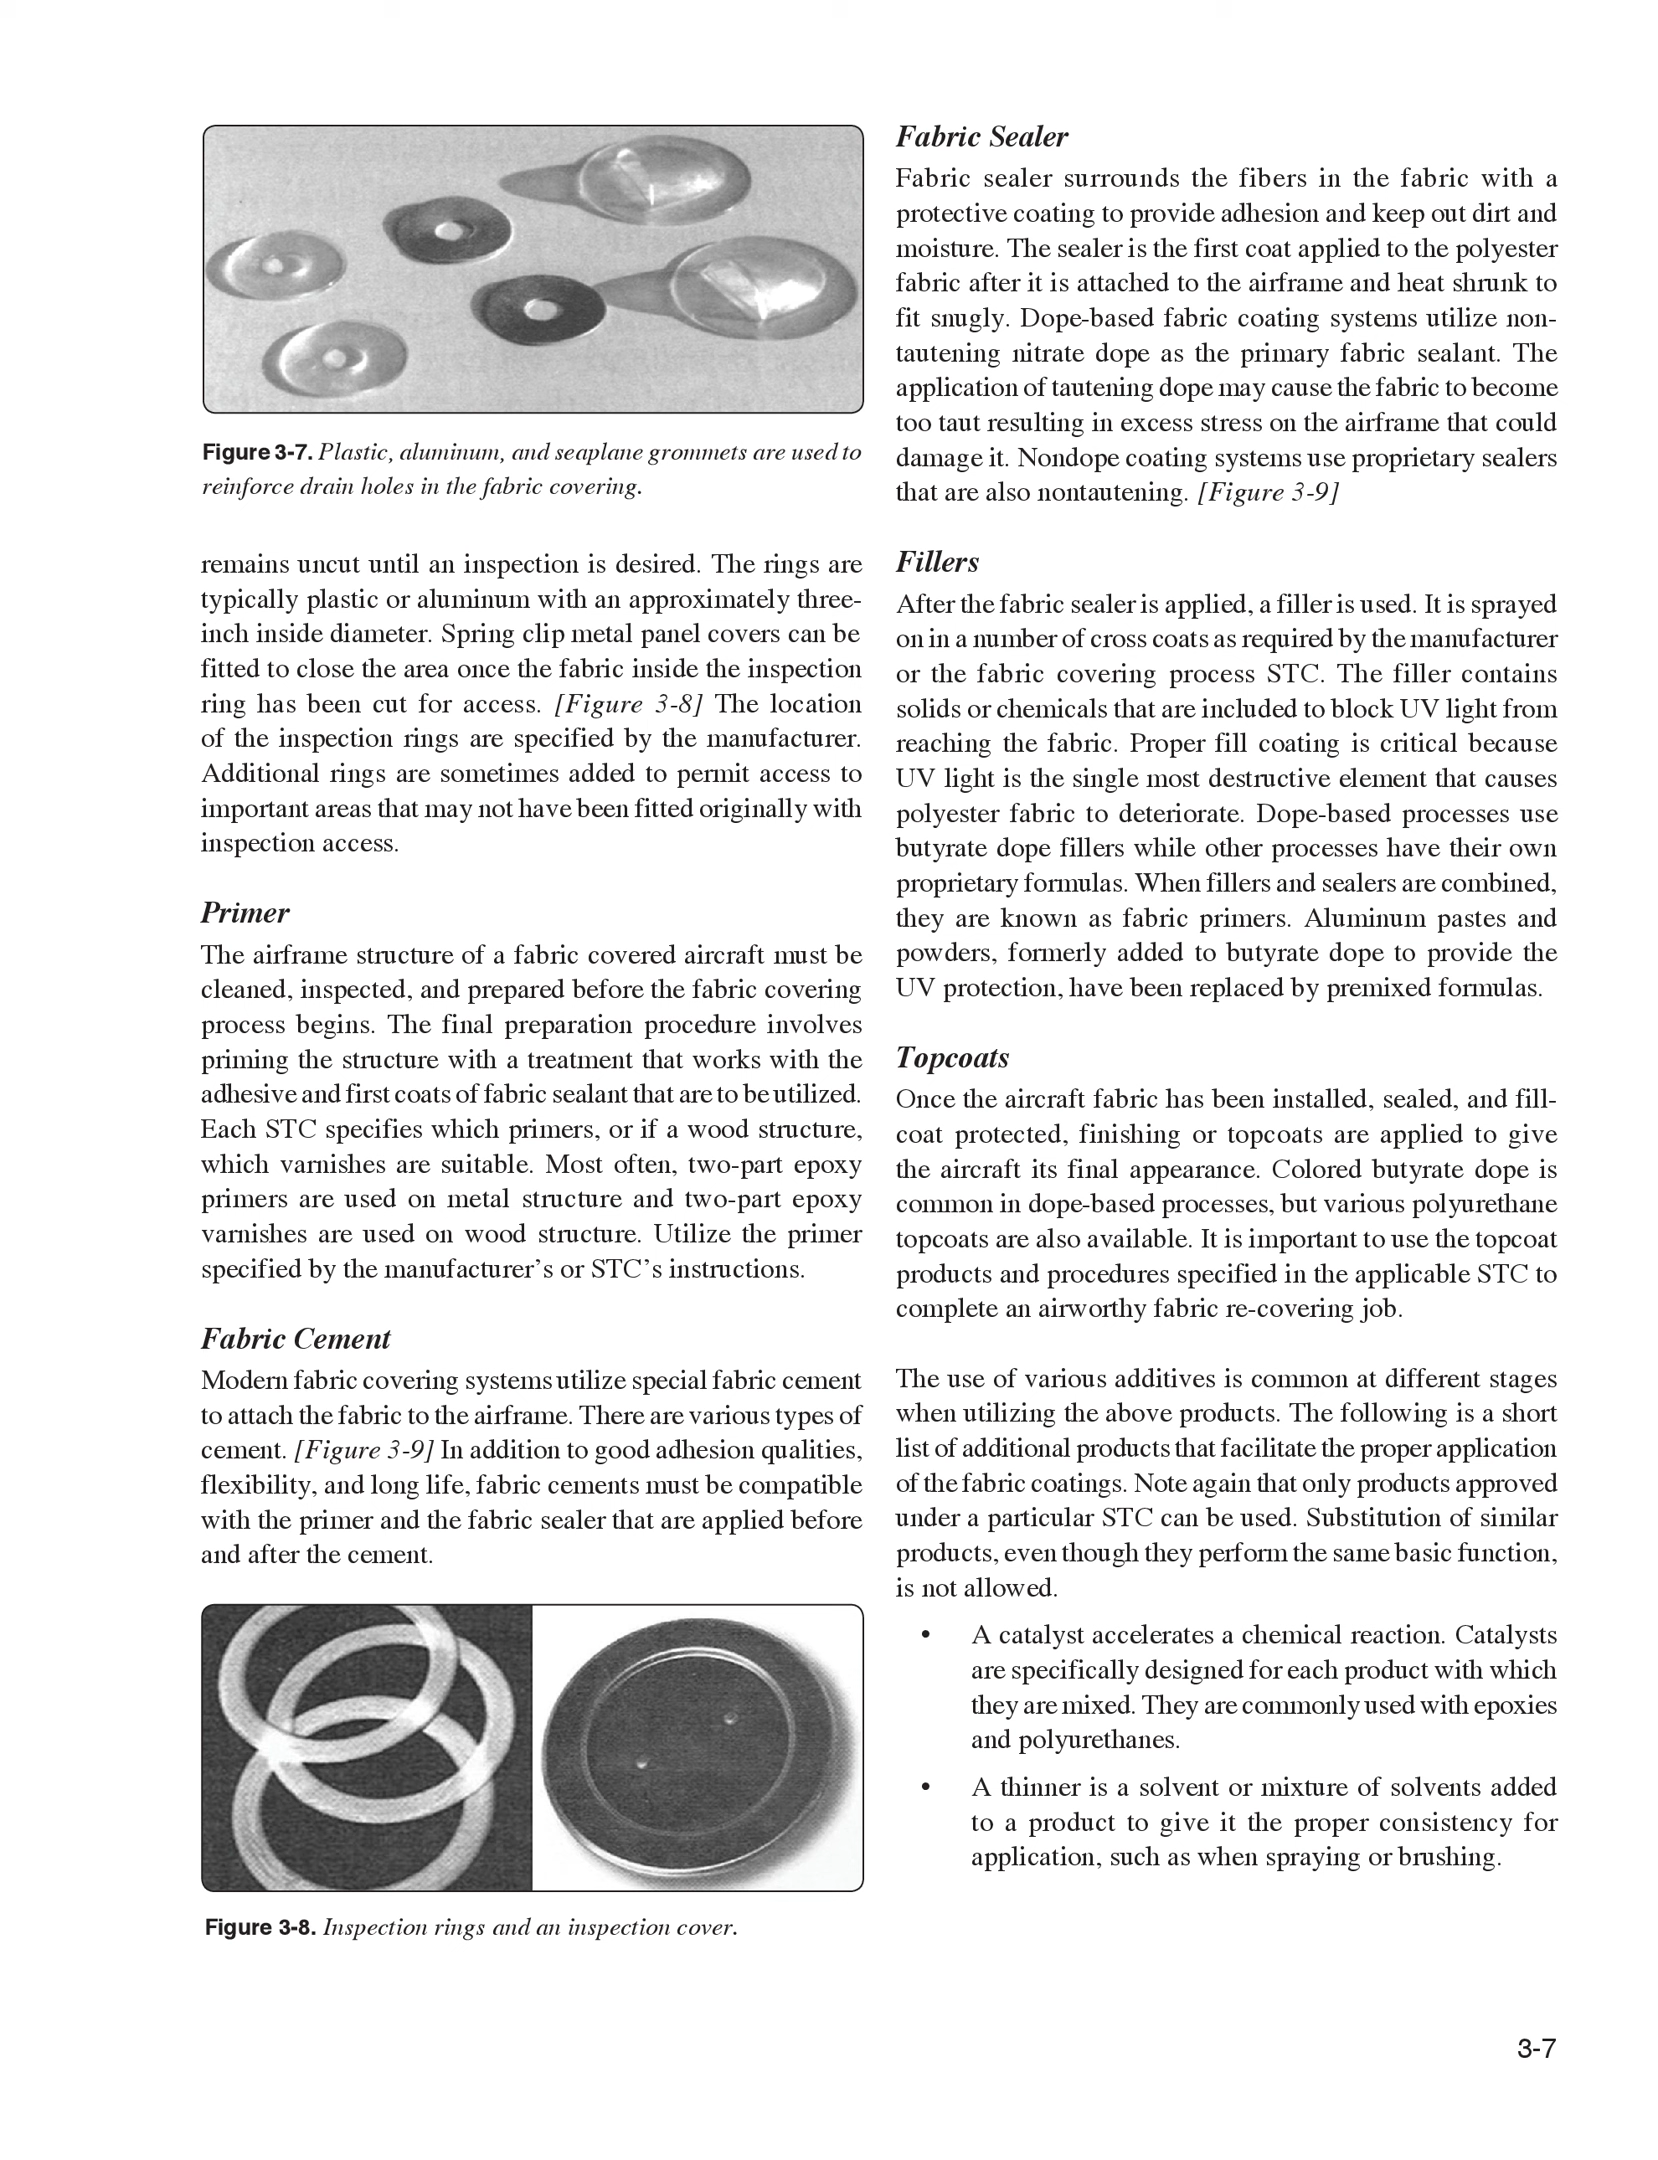 Figure 3-7. Plastic, aluminum, and seaplane grommets are used to
reinforce drain holes in the fabric covering.
remains uncut until an inspection is desired. The rings are
typically plastic or aluminum with an approximately three-
inch inside diameter. Spring clip metal panel covers can be
fitted to close the area once the fabric inside the inspection
ring has been cut for access. [Figure 3-8] The location
of the inspection rings are specified by the manufacturer.
Additional rings are sometimes added to permit access to
important areas that may not have been fitted originally with
inspection access.
Primer
The airframe structure of a fabric covered aircraft must be
cleaned, inspected, and prepared before the fabric covering
process begins. The final preparation procedure involves
priming the structure with a treatment that works with the
adhesive and first coats of fabric sealant that are to be utilized.
Each STC specifies which primers, or if a wood structure,
which varnishes are suitable. Most often, two-part epoxy
primers are used on metal structure and two-part epoxy
varnishes are used on wood structure. Utilize the primer
specified by the manufacturer’s or STC’s instructions.
Fabric Cement
Modern fabric covering systems utilize special fabric cement
to attach the fabric to the airframe. There are various types of
cement. [Figure 3-9] In addition to good adhesion qualities,
flexibility, and long life, fabric cements must be compatible
with the primer and the fabric sealer that are applied before
and after the cement.
Figure 3-8. Inspection rings and an inspection cover.
Fabric Sealer
Fabric sealer surrounds the fibers in the fabric with a
protective coating to provide adhesion and keep out dirt and
moisture. The sealer is the first coat applied to the polyester
fabric after it is attached to the airframe and heat shrunk to
fit snugly. Dope-based fabric coating systems utilize non-
tautening nitrate dope as the primary fabric sealant. The
application of tautening dope may cause the fabric to become
too taut resulting in excess stress on the airframe that could
damage it. Nondope coating systems use proprietary sealers
that are also nontautening. [Figure 3-9]
Fillers
After the fabric sealer is applied, a filler is used. It is sprayed
on in a number of cross coats as required by the manufacturer
or the fabric covering process STC. The filler contains
solids or chemicals that are included to block UV light from
reaching the fabric. Proper fill coating is critical because
UV light is the single most destructive element that causes
polyester fabric to deteriorate. Dope-based processes use
butyrate dope fillers while other processes have their own
proprietary formulas. When fillers and sealers are combined,
they are known as fabric primers. Aluminum pastes and
powders, formerly added to butyrate dope to provide the
UV protection, have been replaced by premixed formulas.
Topcoats
Once the aircraft fabric has been installed, sealed, and fill-
coat protected, finishing or topcoats are applied to give
the aircraft its final appearance. Colored butyrate dope is
common in dope-based processes, but various polyurethane
topcoats are also available. It is important to use the topcoat
products and procedures specified in the applicable STC to
complete an airworthy fabric re-covering job.
The use of various additives is common at different stages
when utilizing the above products. The following is a short
list of additional products that facilitate the proper application
of the fabric coatings. Note again that only products approved
under a particular STC can be used. Substitution of similar
products, even though they perform the same basic function,
is not allowed.
• A catalyst accelerates a chemical reaction. Catalysts
are specifically designed for each product with which
they are mixed. They are commonly used with epoxies
and polyurethanes.
• A thinner is a solvent or mixture of solvents added
to a product to give it the proper consistency for
application, such as when spraying or brushing.
3-7